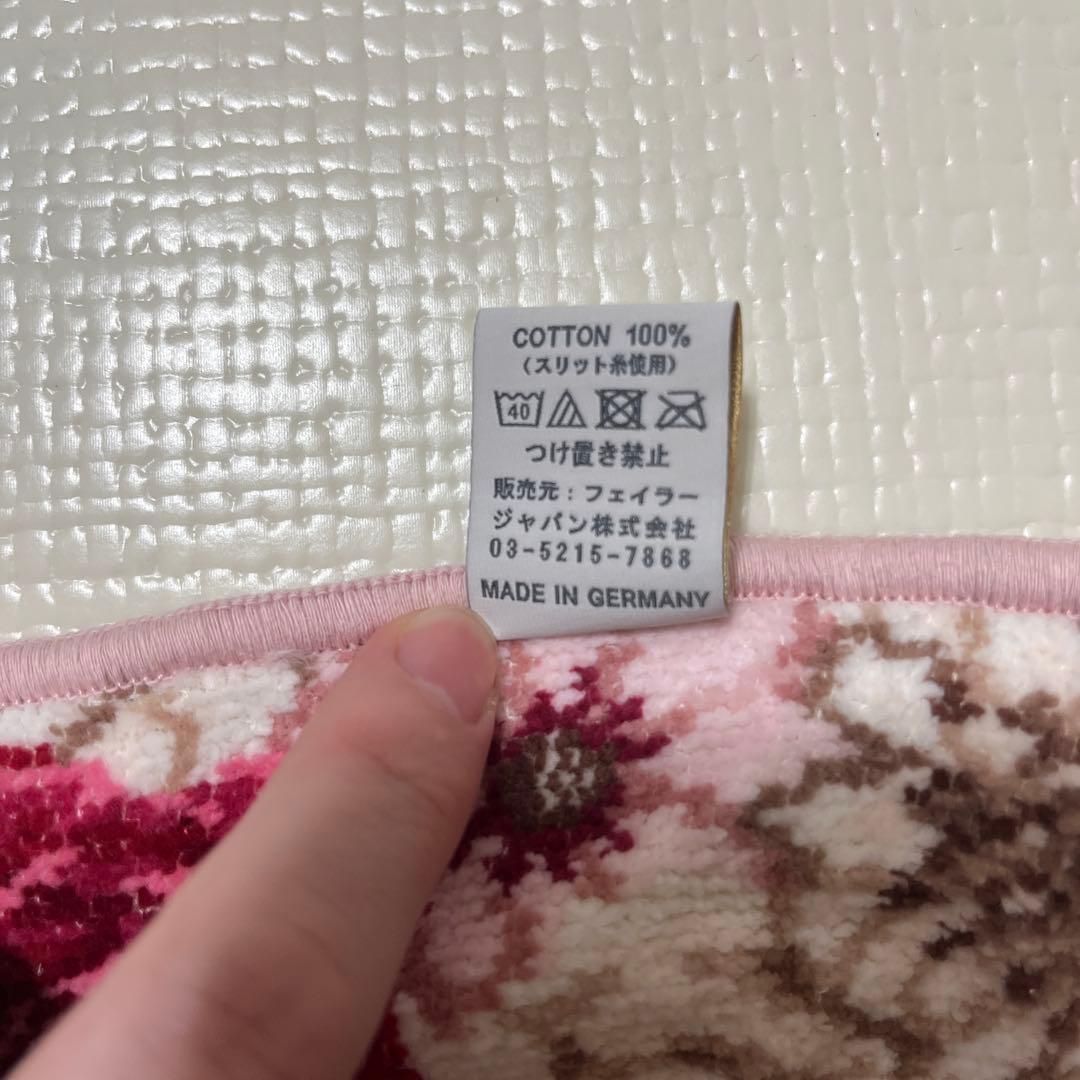 COTTON 100%
（スリット糸使用）
40
つけ置き禁止
販売元：フェイラー
ジャパン株式会社
03-5215-7868
MADE IN GERMANY